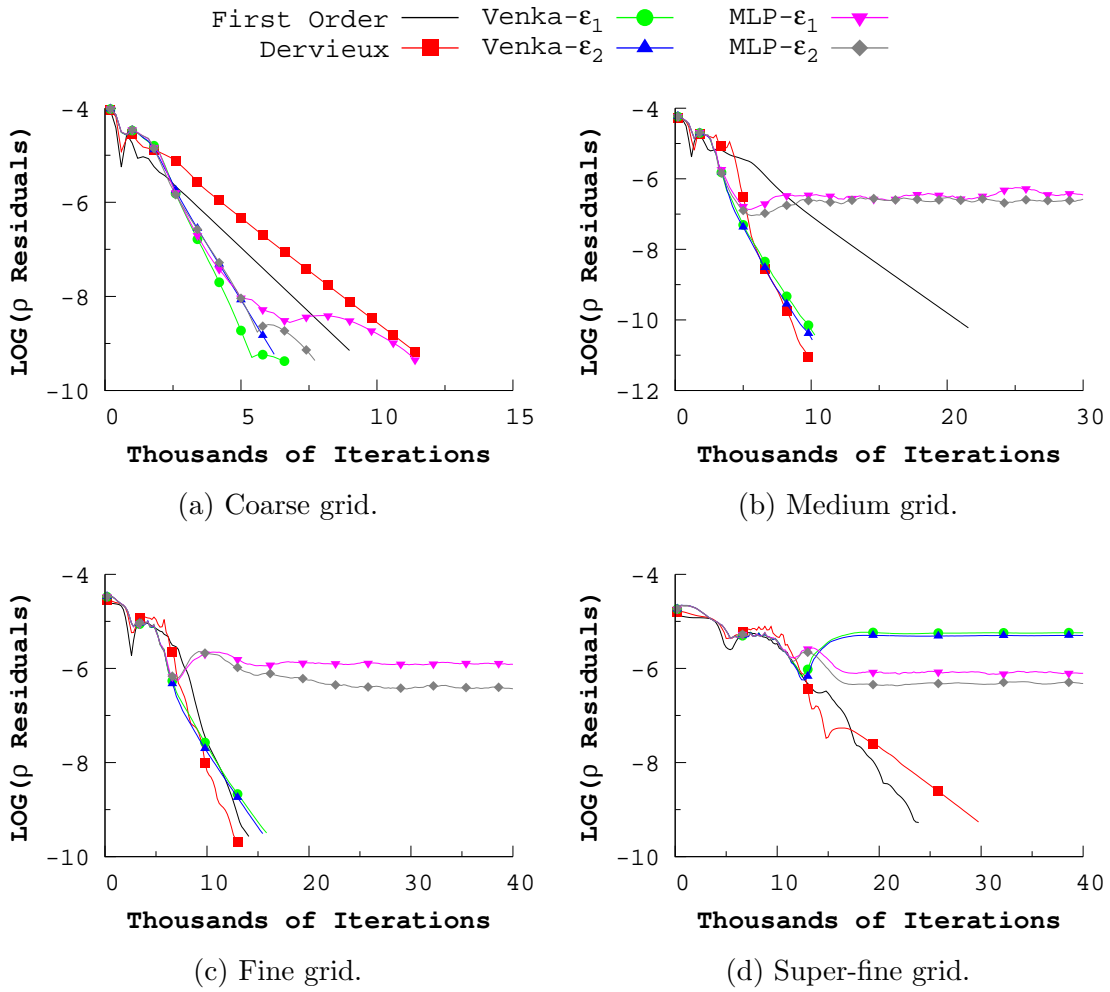 First Order
Dervieux
Venka-ε1
Venka-ε2
MLP-ε1
MLP-ε2
LOG(ρ Residuals)
-4
-6
-8
-10
0 5 10 15
Thousands of Iterations
(a) Coarse grid.
LOG(ρ Residuals)
-4
-6
-8
-10
-12
0 10 20 30
Thousands of Iterations
(b) Medium grid.
LOG(ρ Residuals)
-4
-6
-8
-10
0 10 20 30 40
Thousands of Iterations
(c) Fine grid.
LOG(ρ Residuals)
-4
-6
-8
-10
0 10 20 30 40
Thousands of Iterations
(d) Super-fine grid.